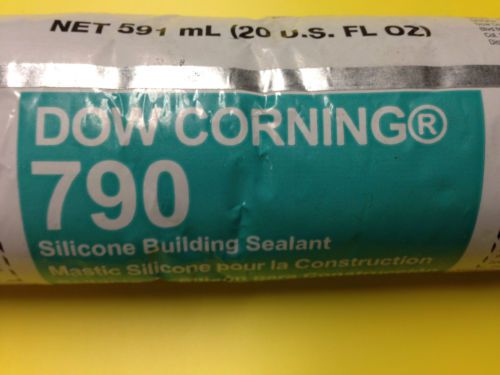 NET 591 mL (20 U.S. FL OZ)
DOW CORNING®
790
Silicone Building Sealant
Mastic Silicone pour la Construction